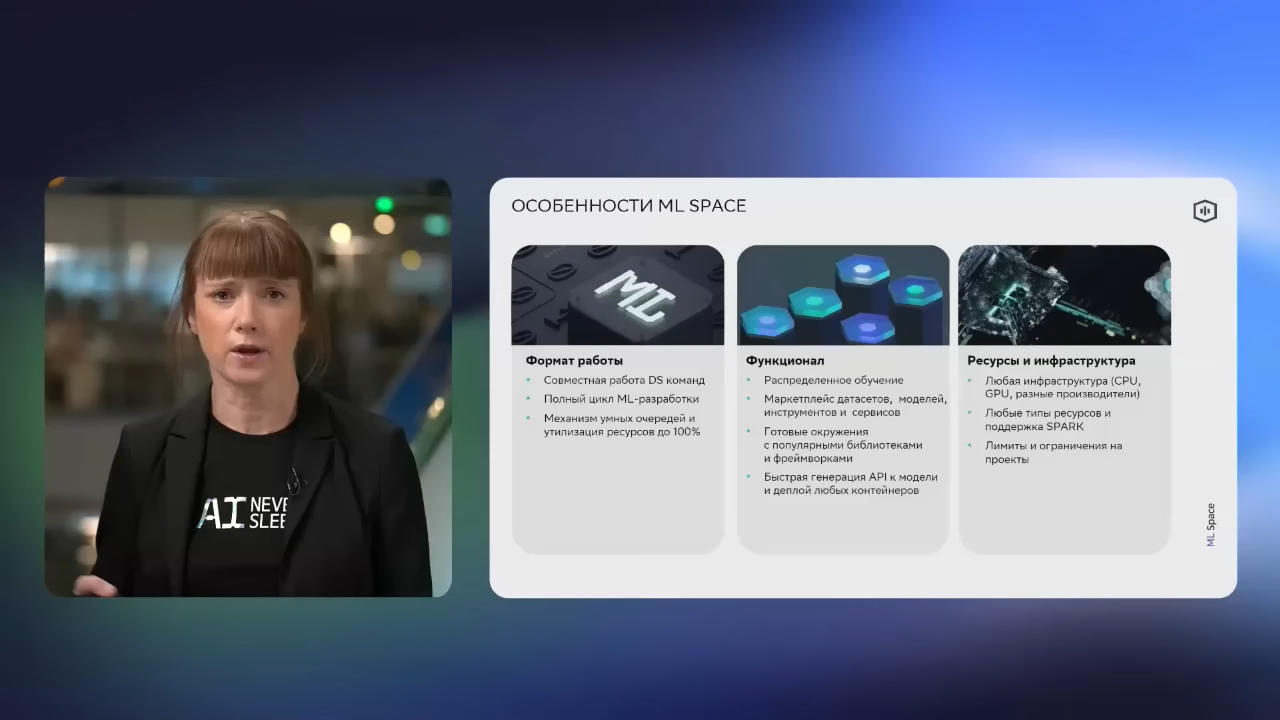 ОСОБЕННОСТИ ML SPACE
ML
Формат работы
Совместная работа DS команд
Полный цикл ML-разработки
Механизм умных очередей и
утилизация ресурсов до 100%
Функционал
Распределенное обучение
Маркетплейс датасетов, моделей,
инструментов и сервисов
Готовые окружения
с популярными библиотеками
и фреймворками
Быстрая генерация API к модели
и деплой любых контейнеров
Ресурсы и инфраструктура
Любая инфраструктура (CPU,
GPU, разные производители)
Любые типы ресурсов и
поддержка SPARK
Лимиты и ограничения на
проекты
ML Space
AI NEVE
SLEE